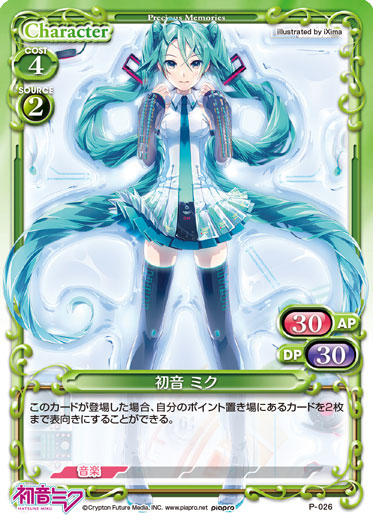 Precious Memories
Character
illustrated by iXima
COST
4
SOURCE
2
30 AP
DP 30
初音 ミク
このカードが登場した場合、自分のポイント置き場にあるカードを2枚
まで表向きにすることができる。
音楽
初音ミク
HATSUNE MIKU
©Crypton Future Media, INC. www.piapro.net piapro
P-026